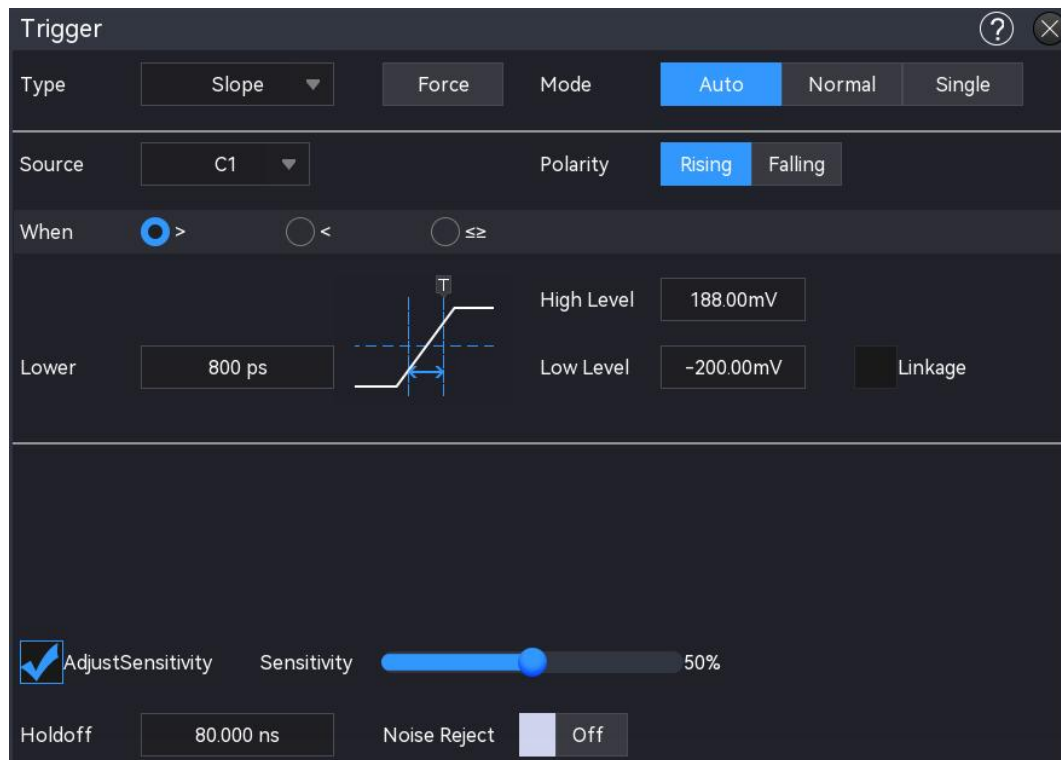 Trigger ?
Type Slope Force Mode Auto Normal Single
Source C1 Polarity Rising Falling
When > < ≤≥
T
High Level 188.00mV
Lower 800 ps Low Level -200.00mV Linkage
AdjustSensitivity Sensitivity 50%
Holdoff 80.000 ns Noise Reject Off